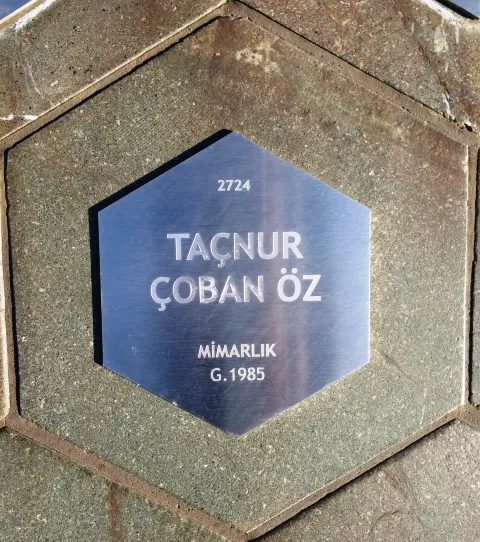 2724
TAÇNUR
ÇOBAN ÖZ
MİMARLIK
G.1985